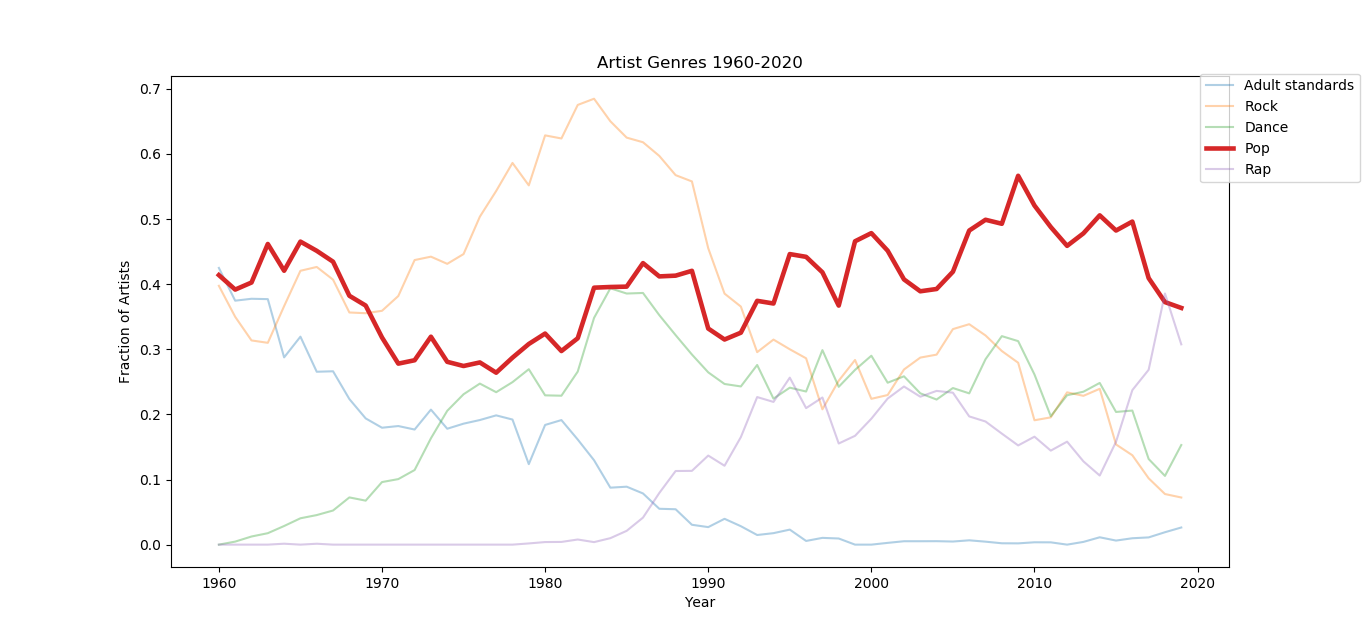 Artist Genres 1960-2020
Adult standards
Rock
Dance
Pop
Rap
Fraction of Artists
0.7
0.6
0.5
0.4
0.3
0.2
0.1
0.0
1960 1970 1980 1990 2000 2010 2020
Year